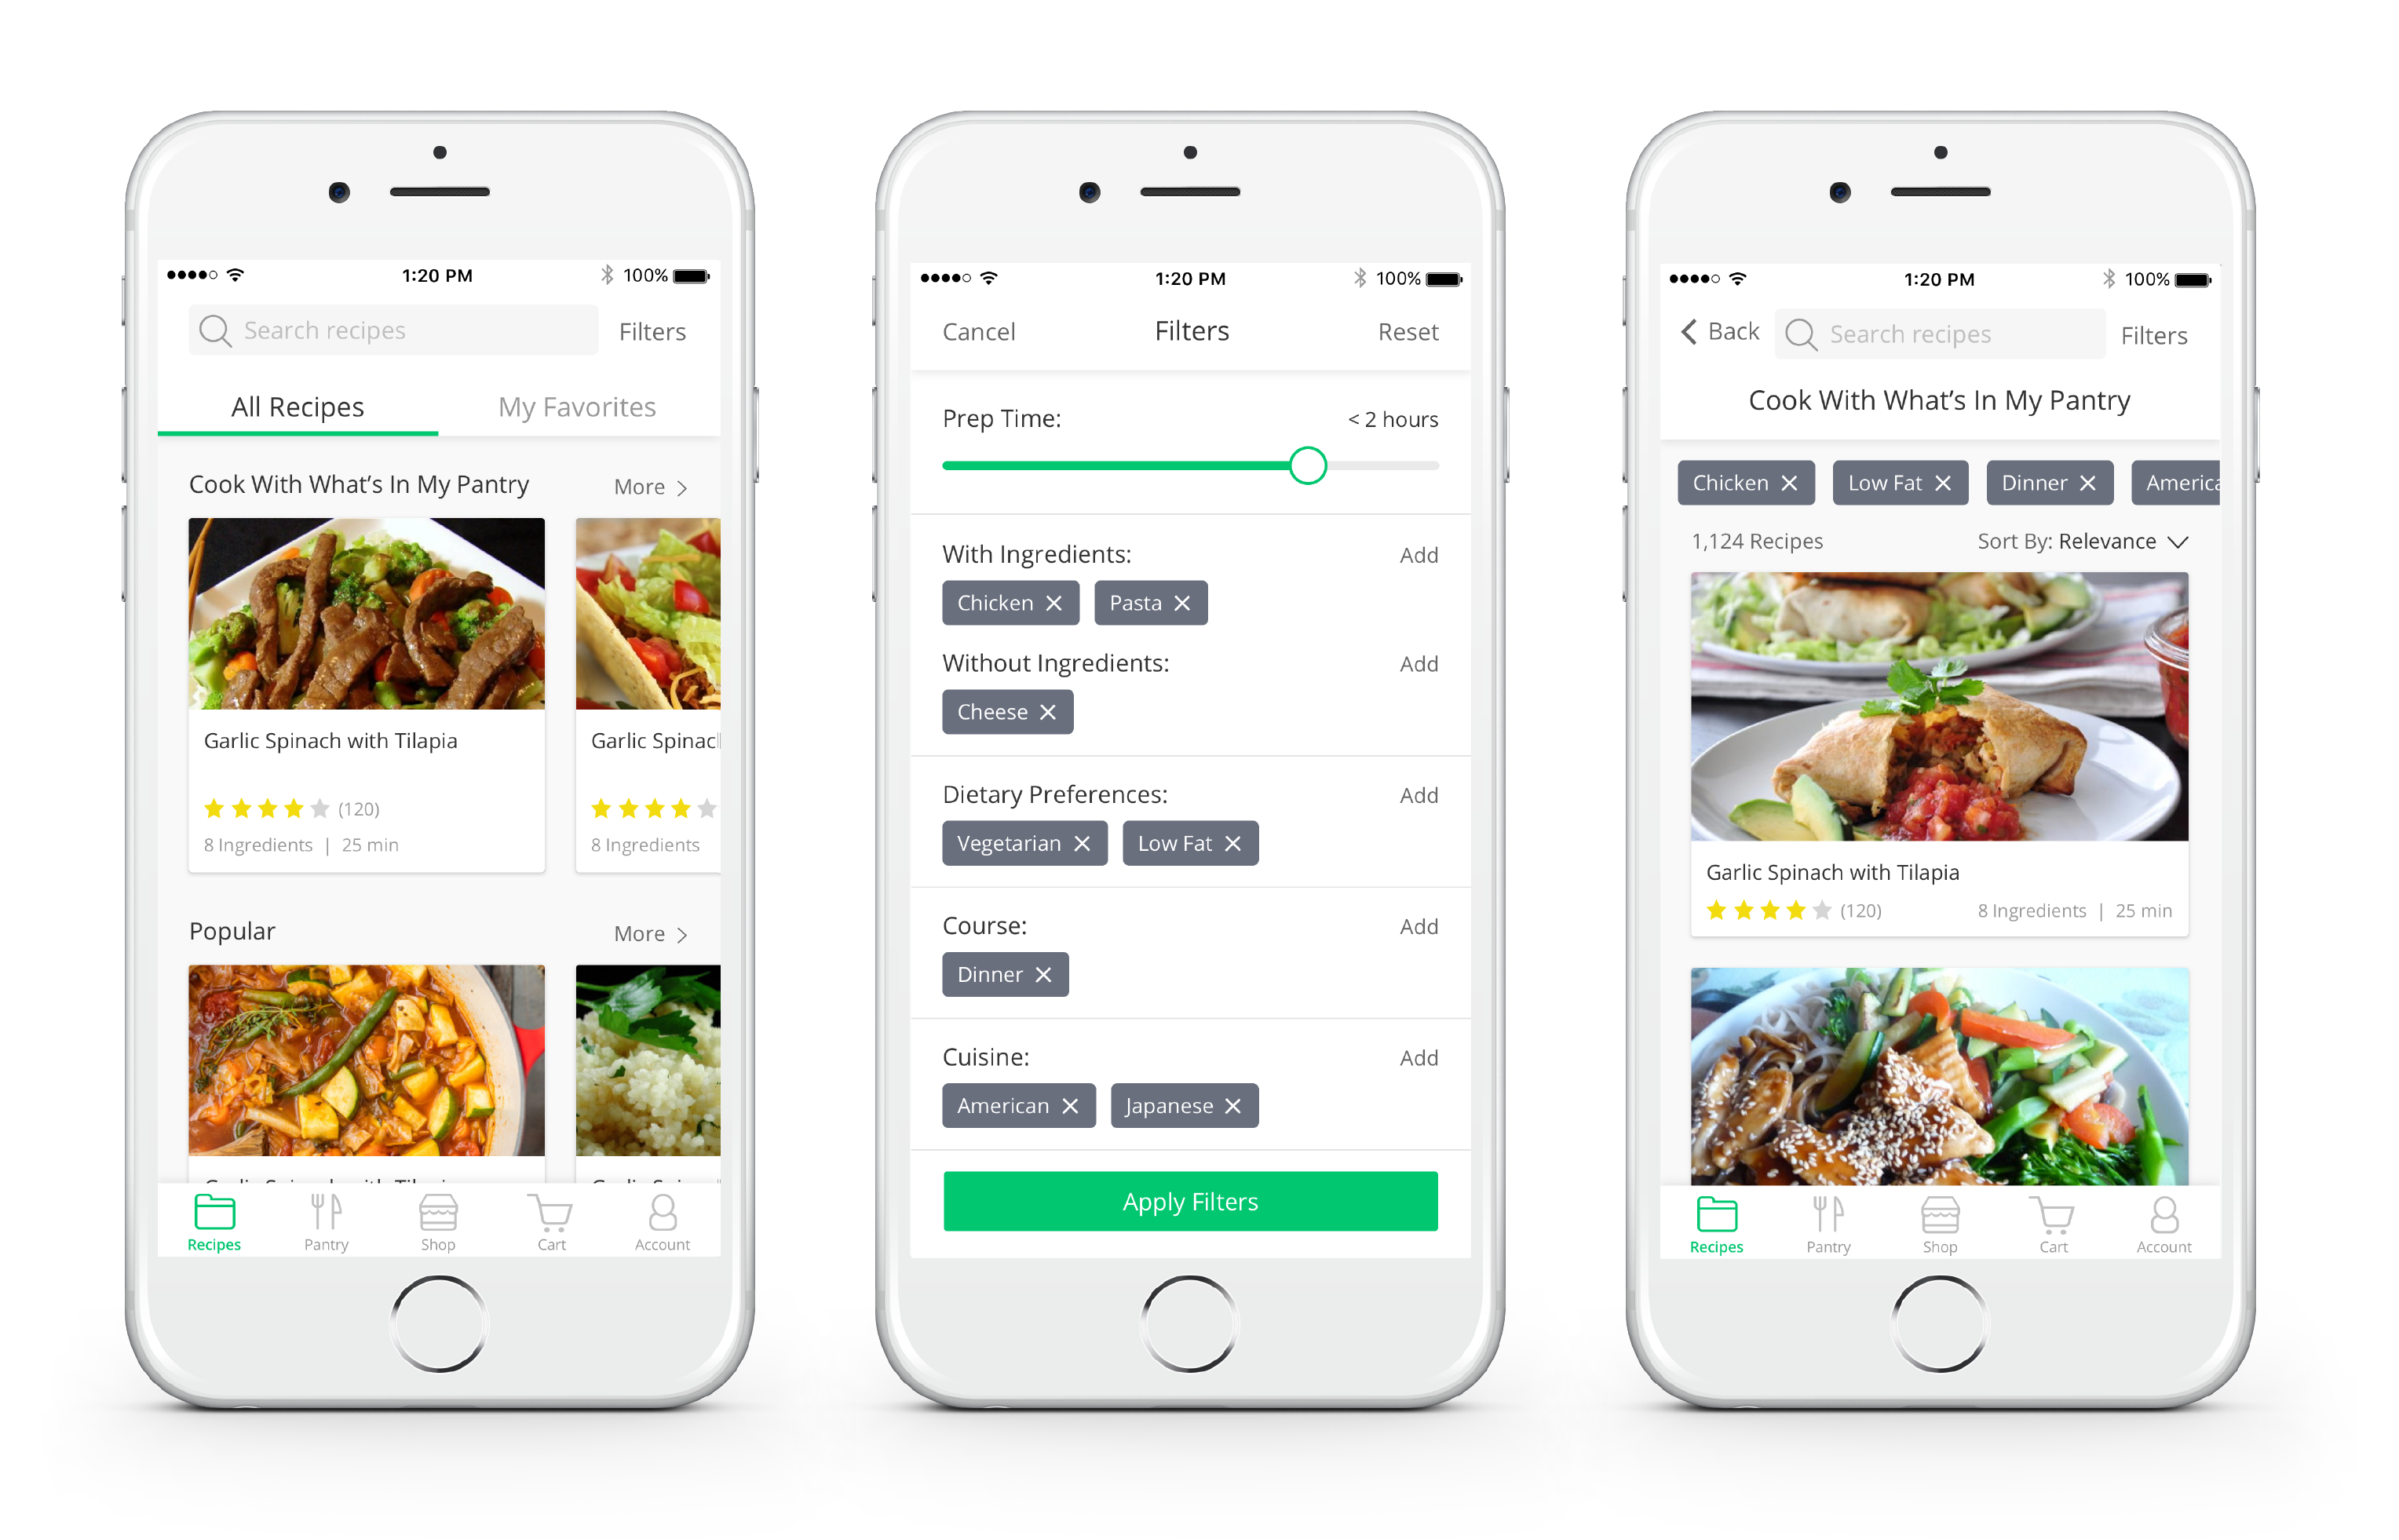 1:20 PM 100%
Search recipes Filters
All Recipes My Favorites
Cook With What's In My Pantry More
Garlic Spinach with Tilapia Garlic Spinac
(120)
8 Ingredients | 25 min 8 Ingredients
Popular More
Recipes Pantry Shop Cart Account
1:20 PM 100%
Cancel Filters Reset
Prep Time: < 2 hours
With Ingredients: Add
Chicken Pasta
Without Ingredients: Add
Cheese
Dietary Preferences: Add
Vegetarian Low Fat
Course: Add
Dinner
Cuisine: Add
American Japanese
Apply Filters
1:20 PM 100%
Back Search recipes Filters
Cook With What's In My Pantry
Chicken Low Fat Dinner America
1,124 Recipes Sort By: Relevance
Garlic Spinach with Tilapia
(120) 8 Ingredients | 25 min
Recipes Pantry Shop Cart Account